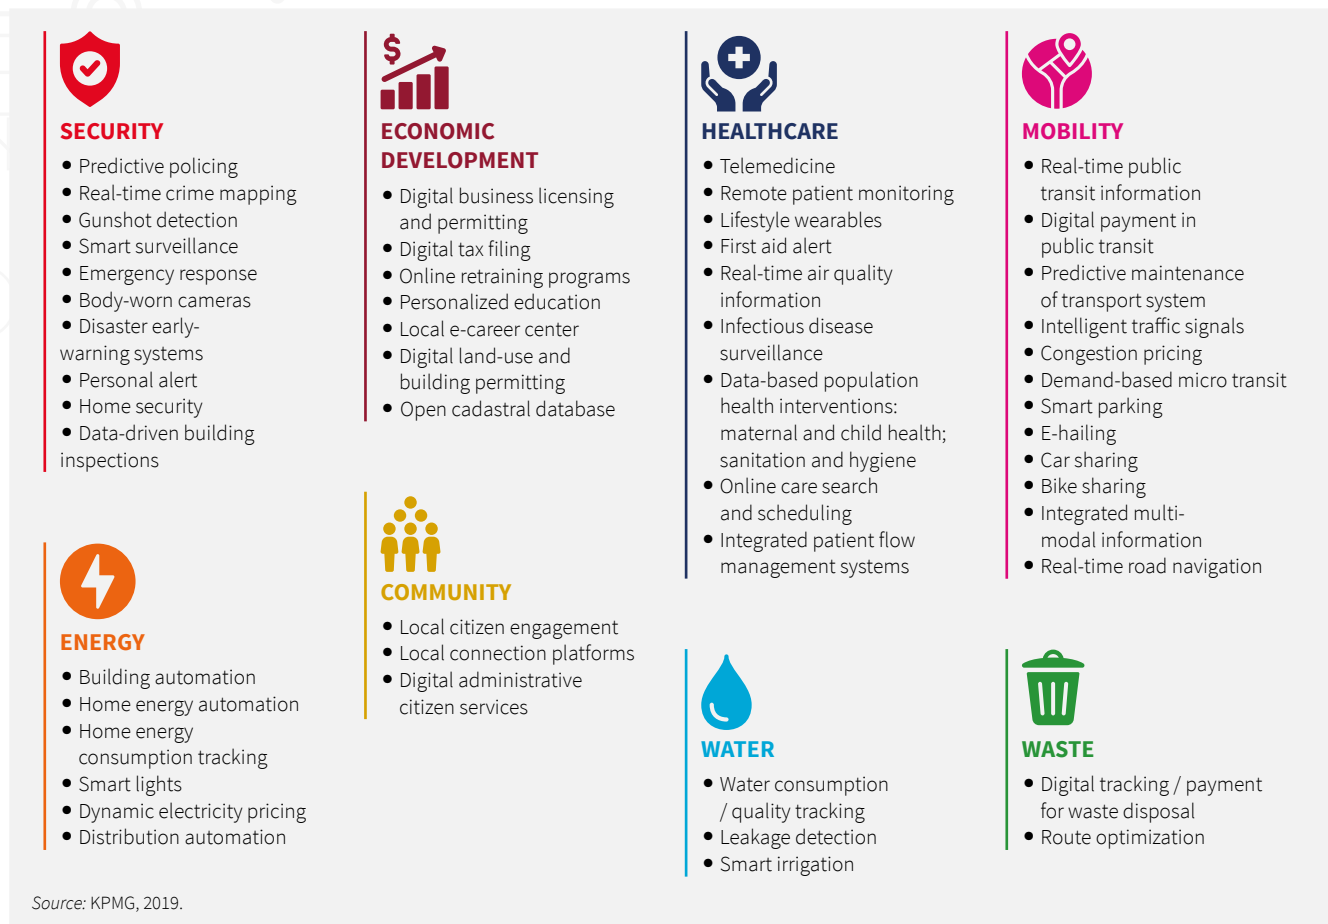 SECURITY
• Predictive policing
• Real-time crime mapping
• Gunshot detection
• Smart surveillance
• Emergency response
• Body-worn cameras
• Disaster early-
warning systems
• Personal alert
• Home security
• Data-driven building
inspections
ENERGY
• Building automation
• Home energy automation
• Home energy
consumption tracking
• Smart lights
• Dynamic electricity pricing
• Distribution automation
$
ECONOMIC
DEVELOPMENT
• Digital business licensing
and permitting
• Digital tax filing
• Online retraining programs
• Personalized education
• Local e-career center
• Digital land-use and
building permitting
• Open cadastral database
COMMUNITY
• Local citizen engagement
• Local connection platforms
• Digital administrative
citizen services
HEALTHCARE
• Telemedicine
• Remote patient monitoring
• Lifestyle wearables
• First aid alert
• Real-time air quality
information
• Infectious disease
surveillance
• Data-based population
health interventions:
maternal and child health;
sanitation and hygiene
• Online care search
and scheduling
• Integrated patient flow
management systems
WATER
• Water consumption
/ quality tracking
• Leakage detection
• Smart irrigation
MOBILITY
• Real-time public
transit information
• Digital payment in
public transit
• Predictive maintenance
of transport system
• Intelligent traffic signals
• Congestion pricing
• Demand-based micro transit
• Smart parking
• E-hailing
• Car sharing
• Bike sharing
• Integrated multi-
modal information
• Real-time road navigation
WASTE
• Digital tracking / payment
for waste disposal
• Route optimization
Source: KPMG, 2019.